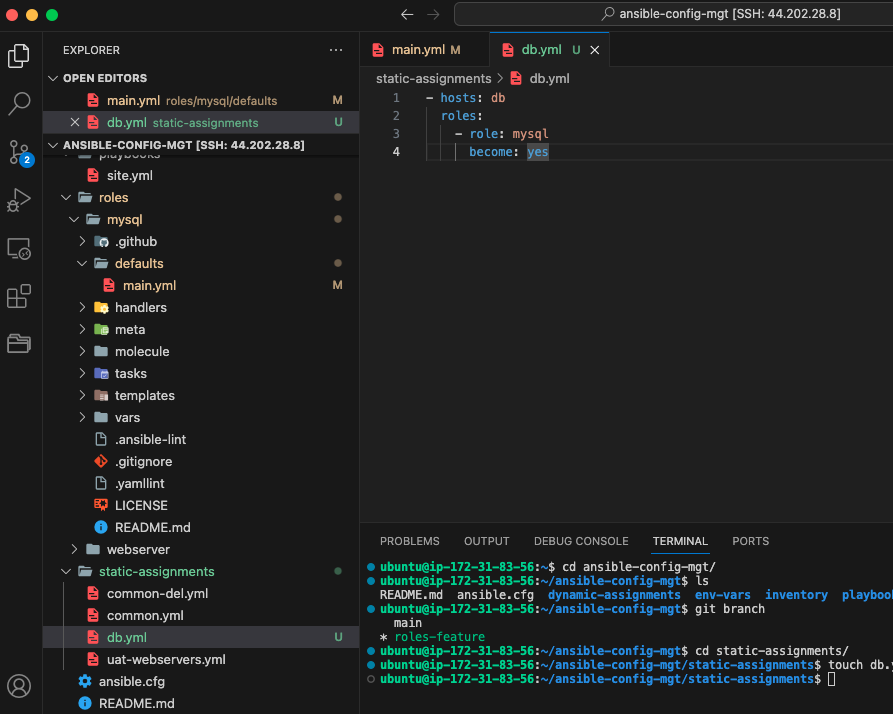 ansible-config-mgt [SSH: 44.202.28.8]
EXPLORER
OPEN EDITORS
main.yml roles/mysql/defaults M
db.yml static-assignments U
ANSIBLE-CONFIG-MGT [SSH: 44.202.28.8]
playbooks
site.yml
roles
mysql
.github
defaults
main.yml M
handlers
meta
molecule
tasks
templates
vars
.ansible-lint
.gitignore
.yamllint
LICENSE
README.md
webserver
static-assignments
common-del.yml
common.yml
db.yml U
uat-webservers.yml
ansible.cfg
README.md
2
main.yml M db.yml U
static-assignments > db.yml
1 - hosts: db
2 roles:
3 - role: mysql
4 become: yes
PROBLEMS OUTPUT DEBUG CONSOLE TERMINAL PORTS
ubuntu@ip-172-31-83-56:~$ cd ansible-config-mgt/
ubuntu@ip-172-31-83-56:~/ansible-config-mgt$ ls
README.md ansible.cfg dynamic-assignments env-vars inventory playboo
ubuntu@ip-172-31-83-56:~/ansible-config-mgt$ git branch
main
* roles-feature
ubuntu@ip-172-31-83-56:~/ansible-config-mgt$ cd static-assignments/
ubuntu@ip-172-31-83-56:~/ansible-config-mgt/static-assignments$ touch db.
ubuntu@ip-172-31-83-56:~/ansible-config-mgt/static-assignments$